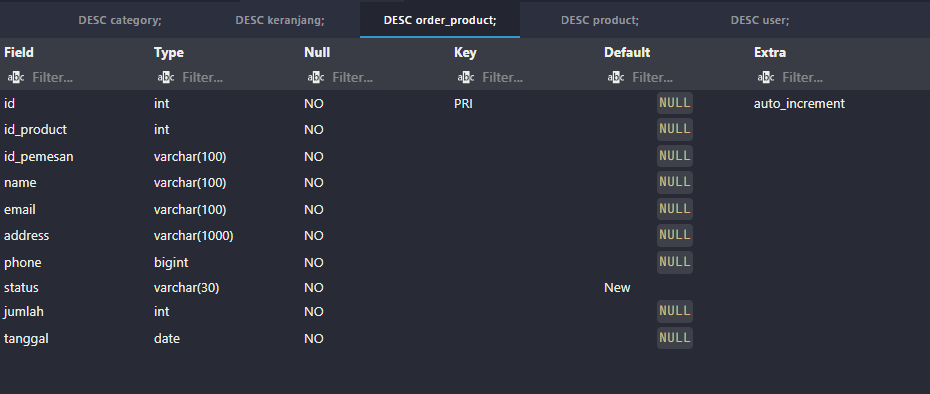 DESC category; DESC keranjang; DESC order_product; DESC product; DESC user;
Field Type Null Key Default Extra
abc Filter... abc Filter... abc Filter... abc Filter... abc Filter... abc Filter...
id int NO PRI NULL auto_increment
id_product int NO NULL
id_pemesan varchar(100) NO NULL
name varchar(100) NO NULL
email varchar(100) NO NULL
address varchar(1000) NO NULL
phone bigint NO NULL
status varchar(30) NO New
jumlah int NO NULL
tanggal date NO NULL